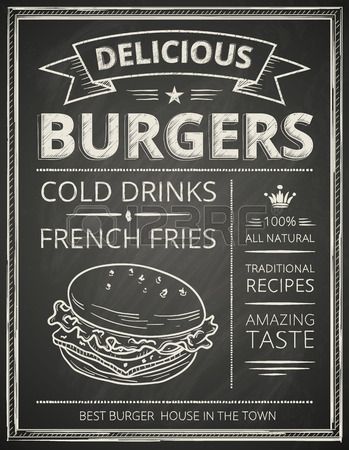 DELICIOUS
BURGERS
COLD DRINKS
FRENCH FRIES
100%
ALL NATURAL
TRADITIONAL
RECIPES
AMAZING
TASTE
BEST BURGER HOUSE IN THE TOWN